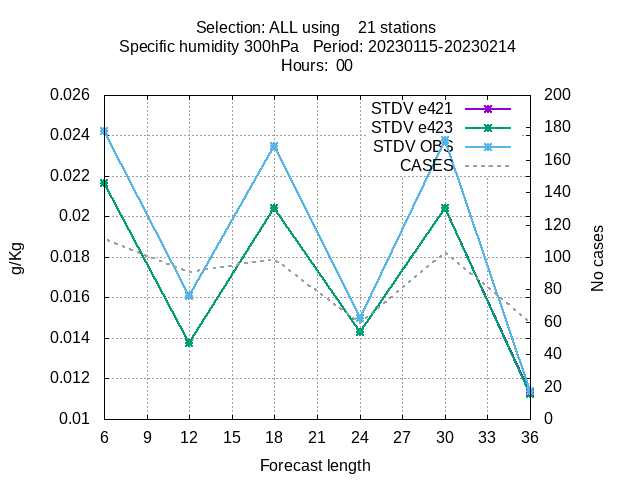 Selection: ALL using    21 stations
Specific humidity 300hPa   Period: 20230115-20230214
Hours:  00
0.026
0.024
0.022
0.02
0.018
0.016
0.014
0.012
0.01
g/Kg
STDV e421
STDV e423
STDV OBS
CASES
200
180
160
140
120
100
80
60
40
20
0
No cases
6 9 12 15 18 21 24 27 30 33 36
Forecast length